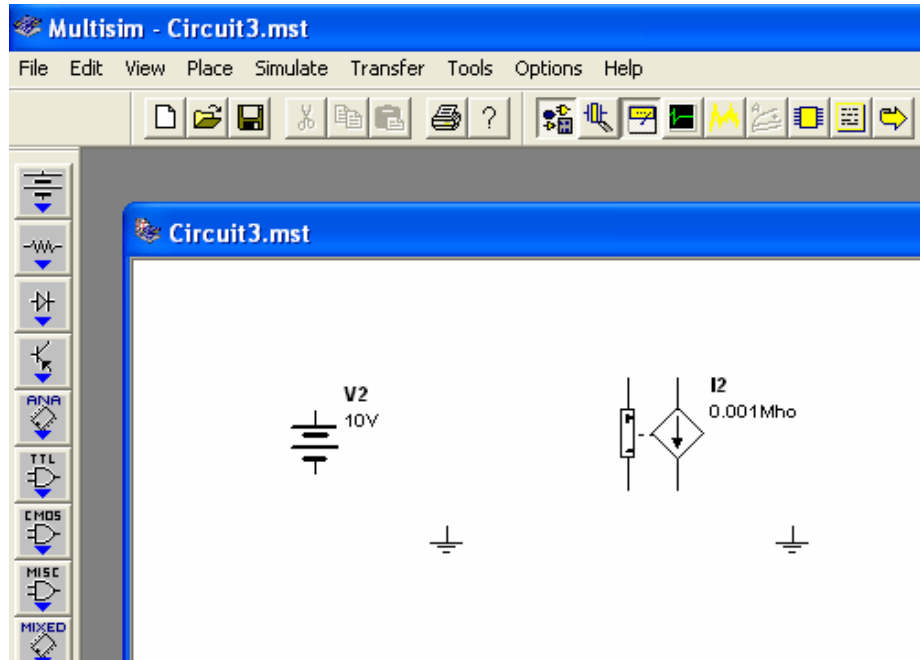 Multisim - Circuit3.mst
File Edit View Place Simulate Transfer Tools Options Help
?
Circuit3.mst
V2
10V
I2
0.001Mho
ANA
TTL
CMOS
MISC
MIXED